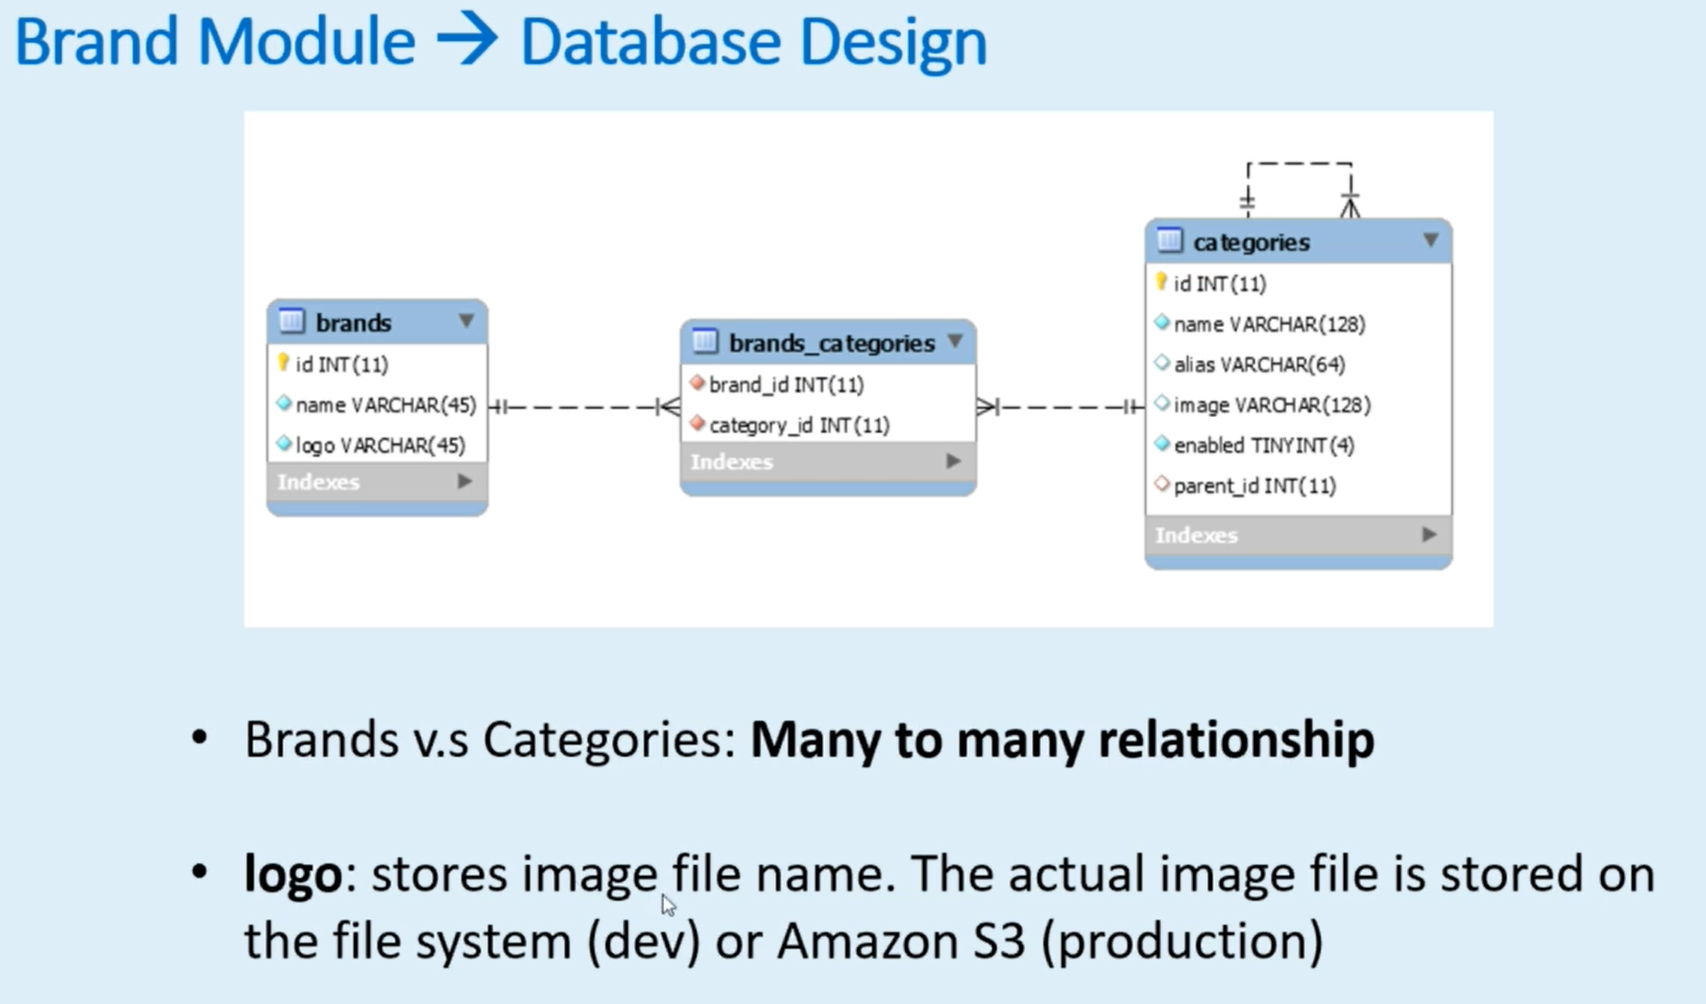 Brand Module → Database Design
brands
id INT(11)
name VARCHAR(45)
logo VARCHAR(45)
Indexes
brands_categories
brand_id INT(11)
category_id INT(11)
Indexes
categories
id INT(11)
name VARCHAR(128)
alias VARCHAR(64)
image VARCHAR(128)
enabled TINYINT(4)
parent_id INT(11)
Indexes
• Brands v.s Categories: Many to many relationship
• logo: stores image file name. The actual image file is stored on
the file system (dev) or Amazon S3 (production)